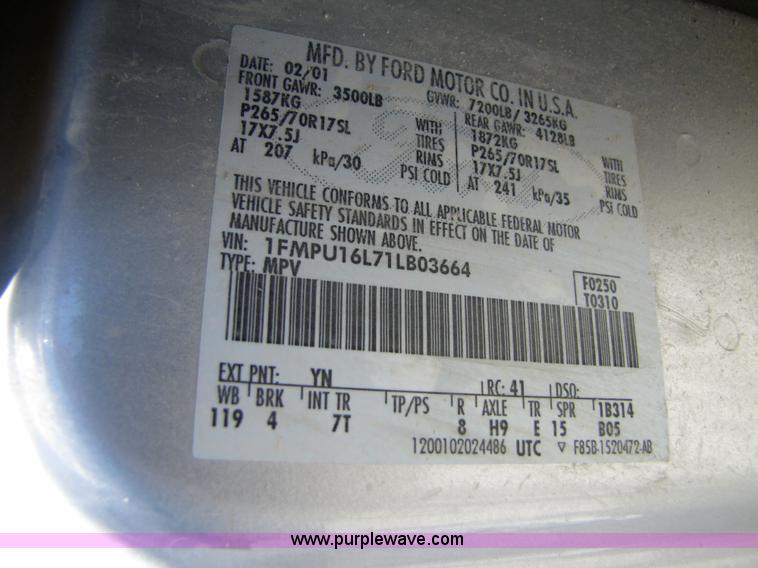 MFD. BY FORD MOTOR CO. IN U.S.A.
DATE: 02/01 GVWR: 7200LB/ 3265KG
FRONT GAWR: 3500LB REAR GAWR: 4128LB
1587KG WITH 1872KG WITH
P265/70R17SL TIRES P265/70R17SL TIRES
17X7.5J RIMS 17X7.5J RIMS
AT 207 kPa/30 PSI COLD AT 241 kPa/35 PSI COLD
THIS VEHICLE CONFORMS TO ALL APPLICABLE FEDERAL MOTOR
VEHICLE SAFETY STANDARDS IN EFFECT ON THE DATE OF
MANUFACTURE SHOWN ABOVE.
VIN: 1FMPU16L71LB03664
TYPE: MPV F0250
T0310
EXT PNT: YN RC: 41 DSO:
WB BRK INT TR TP/PS R AXLE TR SPR 1B314
119 4 7T 8 H9 E 15 B05
1200102024486 UTC ▽ F85B-1520472-AB
www.purplewave.com